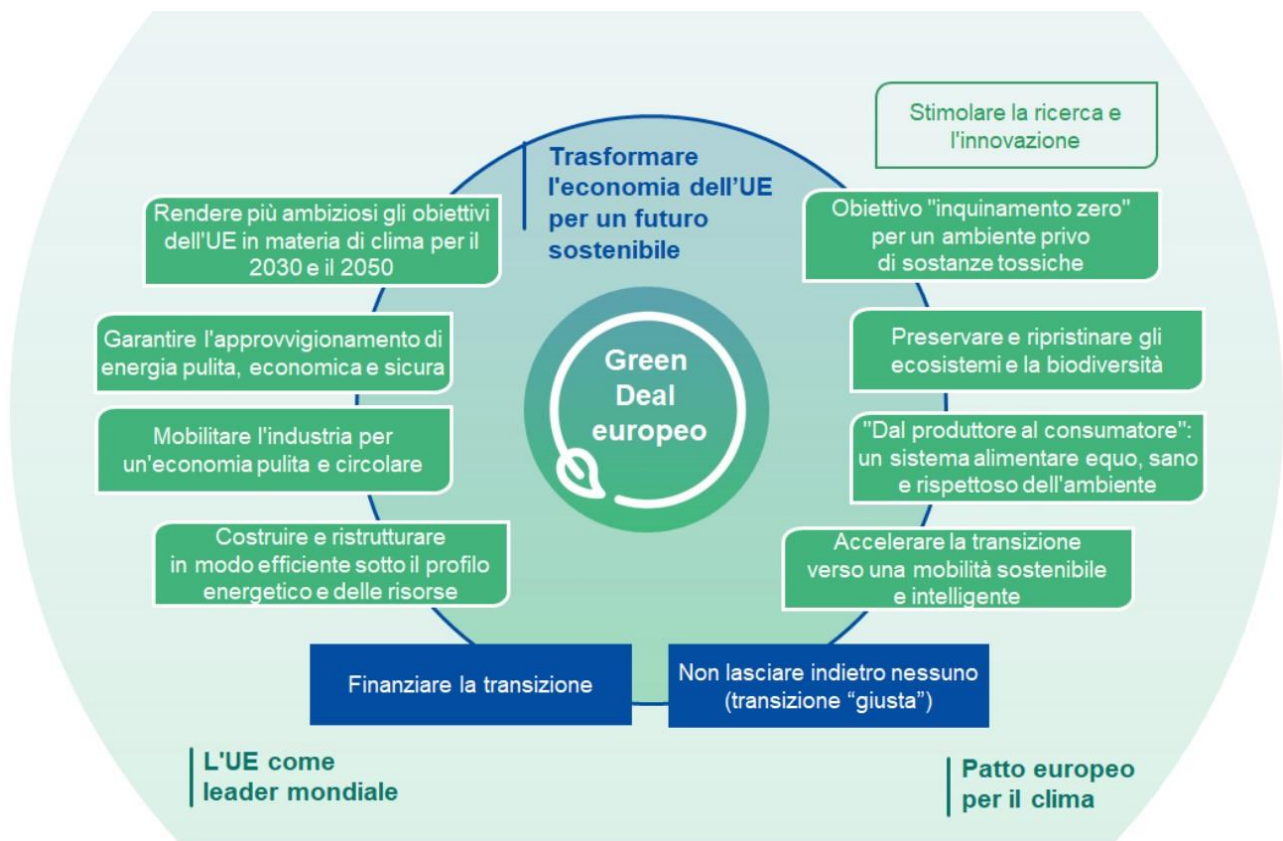 Stimolare la ricerca e
l'innovazione
Trasformare
l'economia dell’UE
per un futuro
sostenibile
Rendere più ambiziosi gli obiettivi
dell'UE in materia di clima per il
2030 e il 2050
Obiettivo "inquinamento zero"
per un ambiente privo
di sostanze tossiche
Garantire l'approvvigionamento di
energia pulita, economica e sicura
Preservare e ripristinare gli
ecosistemi e la biodiversità
Green
Deal
europeo
Mobilitare l'industria per
un'economia pulita e circolare
"Dal produttore al consumatore":
un sistema alimentare equo, sano
e rispettoso dell'ambiente
Costruire e ristrutturare
in modo efficiente sotto il profilo
energetico e delle risorse
Accelerare la transizione
verso una mobilità sostenibile
e intelligente
Finanziare la transizione
Non lasciare indietro nessuno
(transizione “giusta”)
L'UE come
leader mondiale
Patto europeo
per il clima